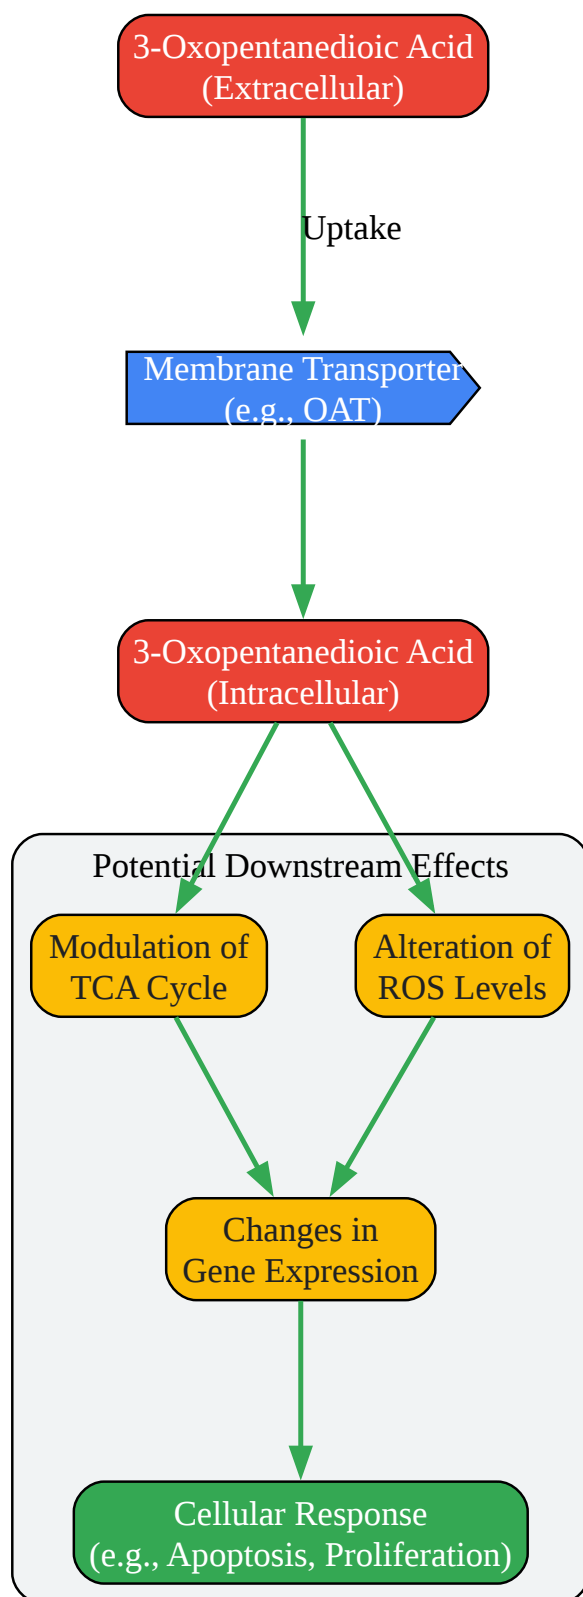 3-Oxopentanedioic Acid
(Extracellular)
Uptake
Membrane Transporter
(e.g., OAT)
3-Oxopentanedioic Acid
(Intracellular)
Potential Downstream Effects
Modulation of
TCA Cycle
Alteration of
ROS Levels
Changes in
Gene Expression
Cellular Response
(e.g., Apoptosis, Proliferation)